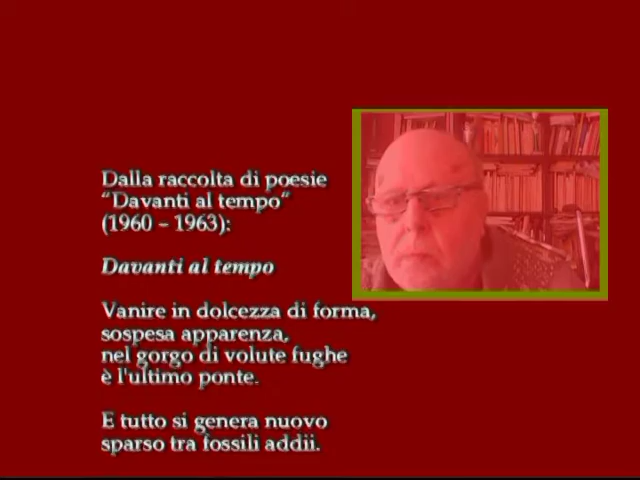 Dalla raccolta di poesie
“Davanti al tempo”
(1960 – 1963):
Davanti al tempo
Vanire in dolcezza di forma,
sospesa apparenza,
nel gorgo di volute fughe
è l'ultimo ponte.
E tutto si genera nuovo
sparso tra fossili addii.